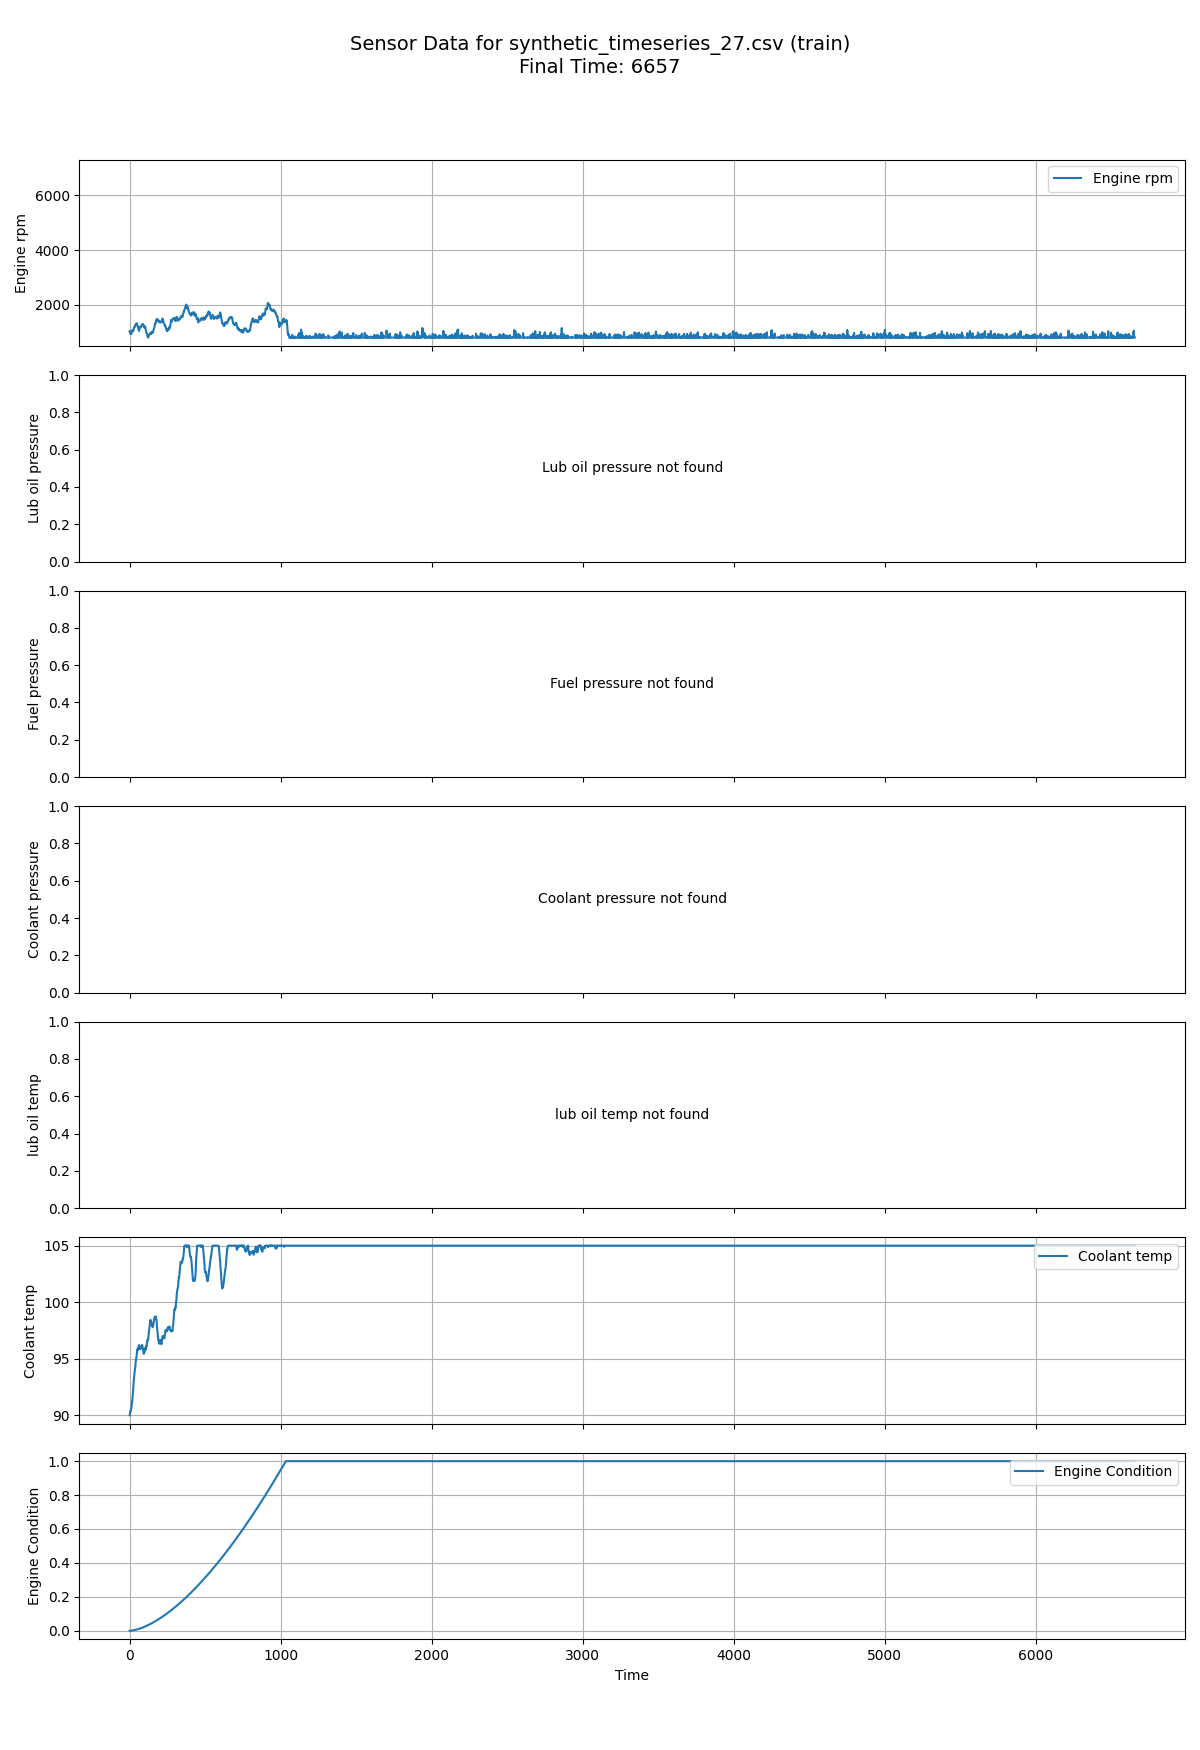 Sensor Data for synthetic_timeseries_27.csv (train)
Final Time: 6657
Engine rpm
6000
4000
2000
Engine rpm
Lub oil pressure
1.0
0.8
0.6
0.4
0.2
0.0
Lub oil pressure not found
Fuel pressure
1.0
0.8
0.6
0.4
0.2
0.0
Fuel pressure not found
Coolant pressure
1.0
0.8
0.6
0.4
0.2
0.0
Coolant pressure not found
lub oil temp
1.0
0.8
0.6
0.4
0.2
0.0
lub oil temp not found
Coolant temp
105
100
95
90
Coolant temp
Engine Condition
1.0
0.8
0.6
0.4
0.2
0.0
Engine Condition
0 1000 2000 3000 4000 5000 6000
Time